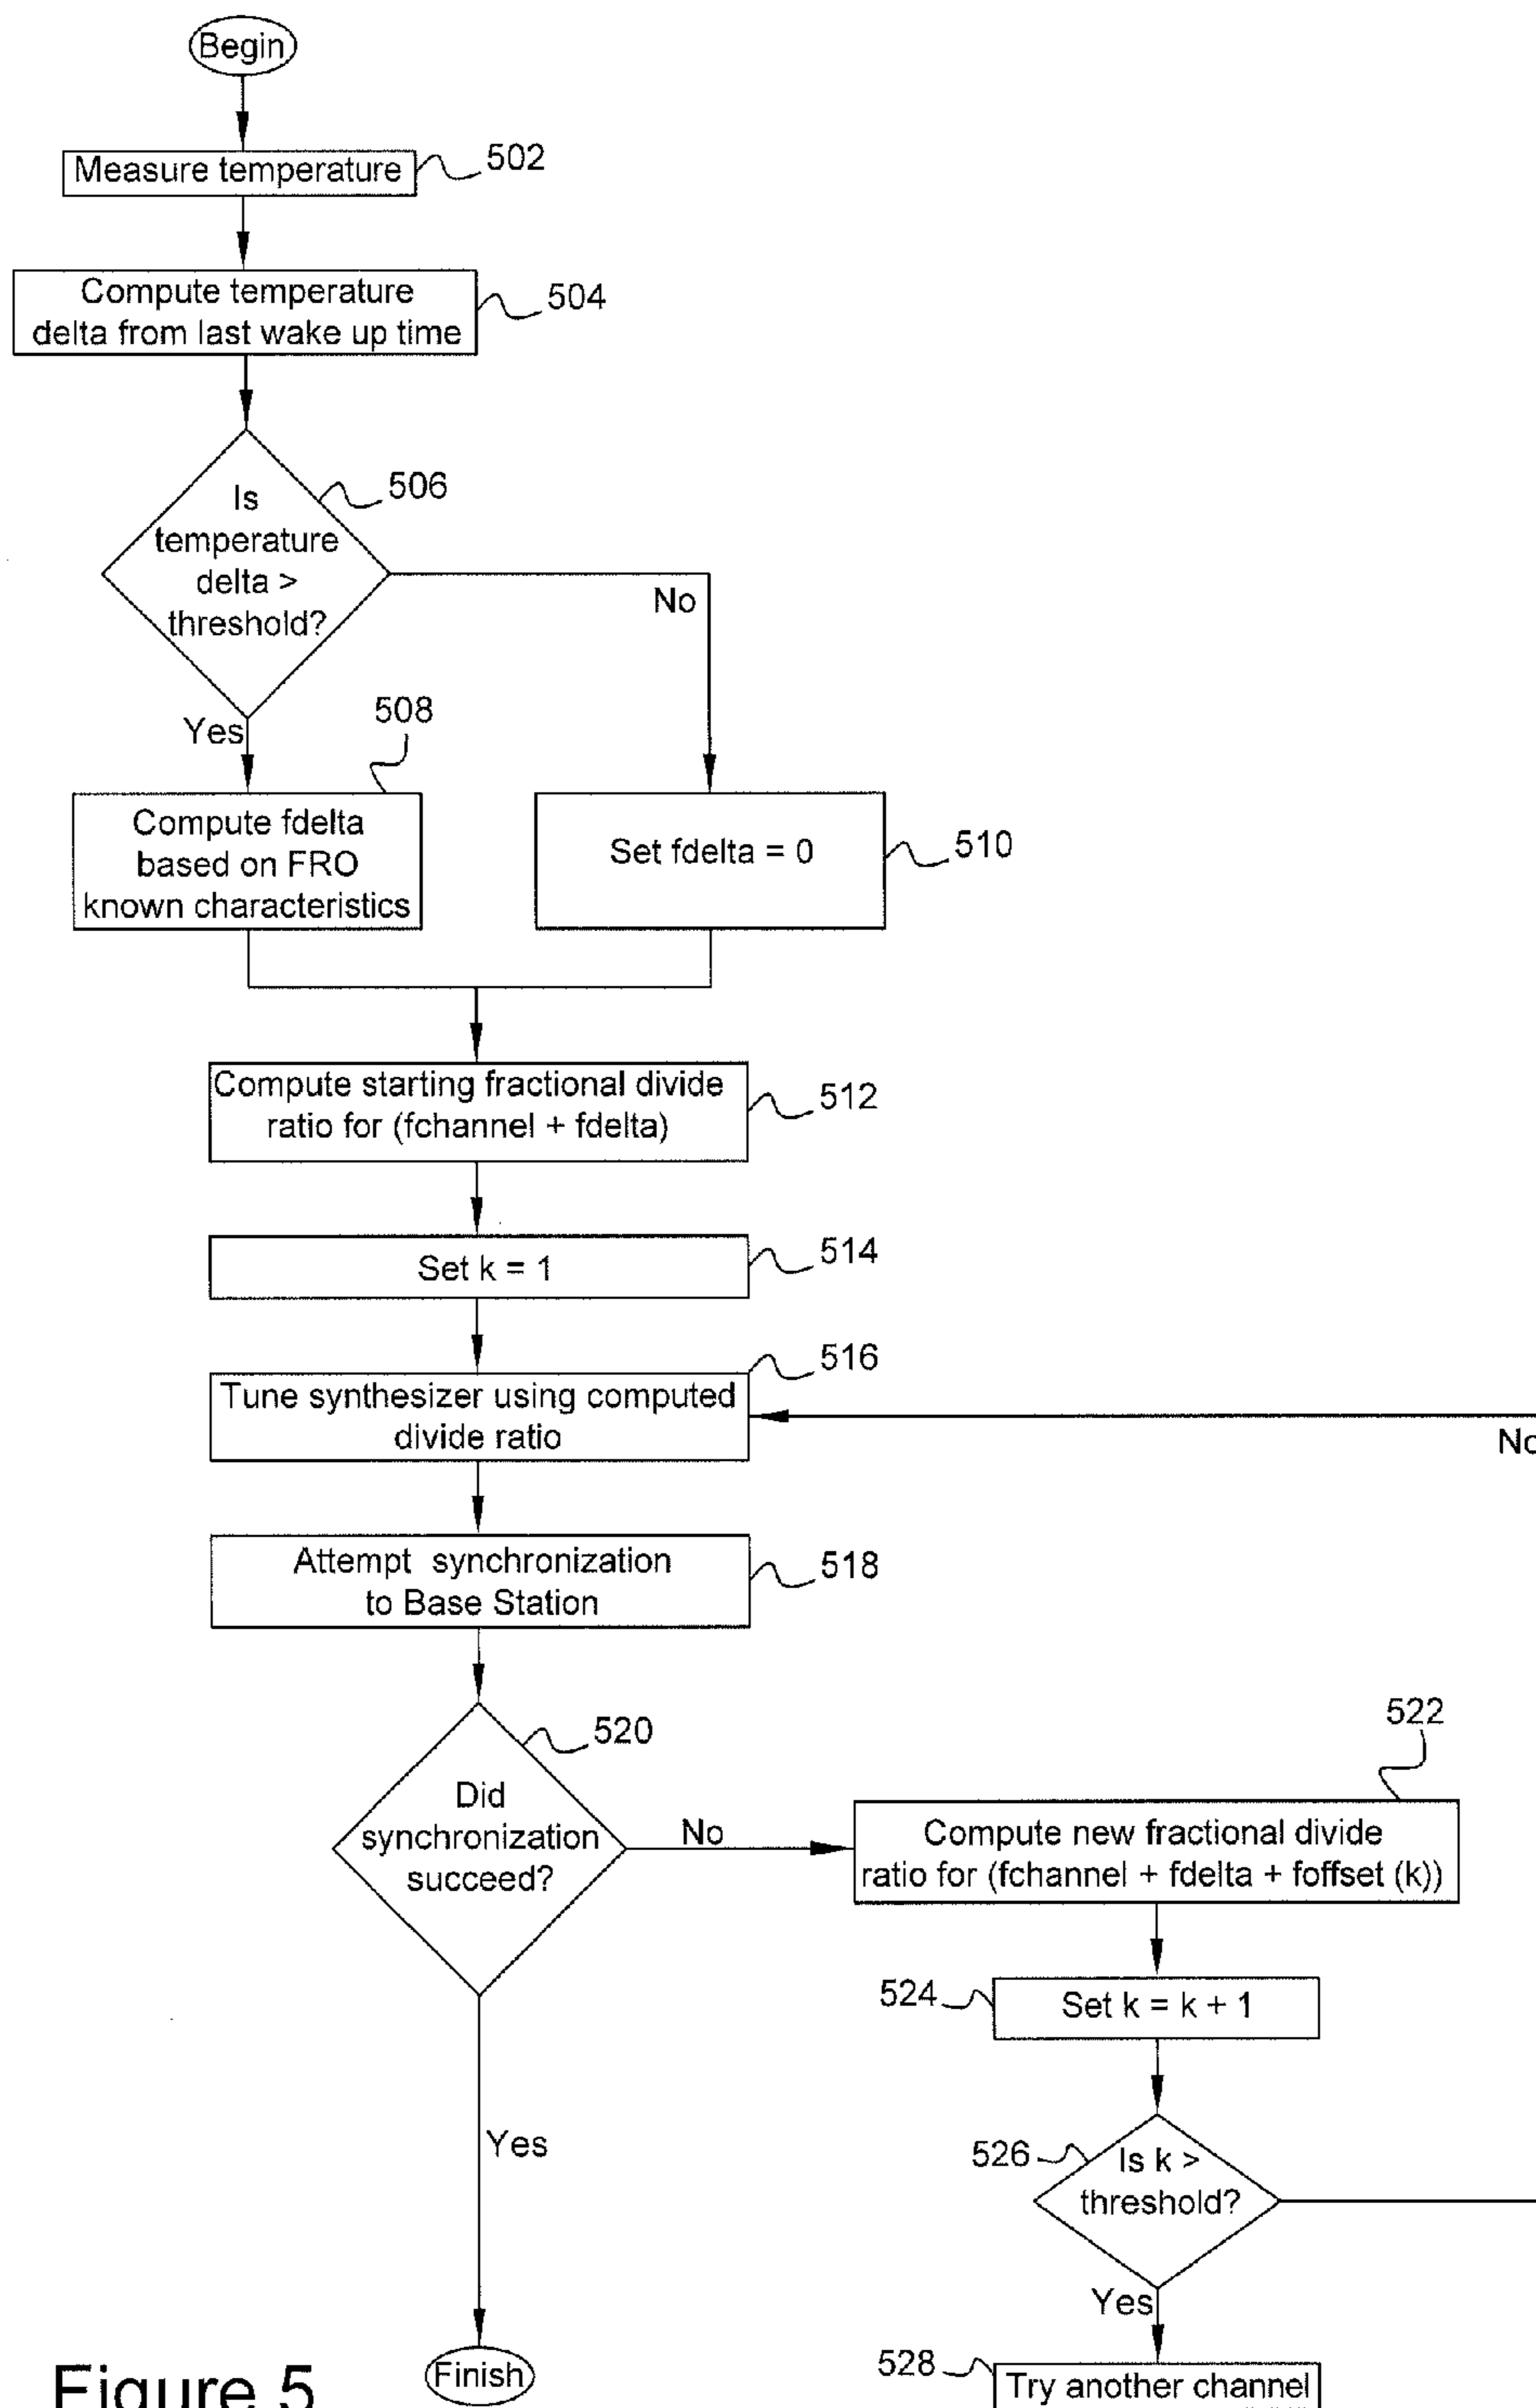 Begin
Measure temperature
502
Compute temperature
delta from last wake up time
504
Is
temperature
delta >
threshold?
506
No
Yes
508
Compute fdelta
based on FRO
known characteristics
Set fdelta = 0
510
Compute starting fractional divide
ratio for (fchannel + fdelta)
512
Set k = 1
514
Tune synthesizer using computed
divide ratio
516
No
Attempt synchronization
to Base Station
518
Did
synchronization
succeed?
520
No
522
Compute new fractional divide
ratio for (fchannel + fdelta + foffset (k))
524
Set k = k + 1
526
Is k >
threshold?
Yes
Yes
Finish
528
Try another channel
Figure 5